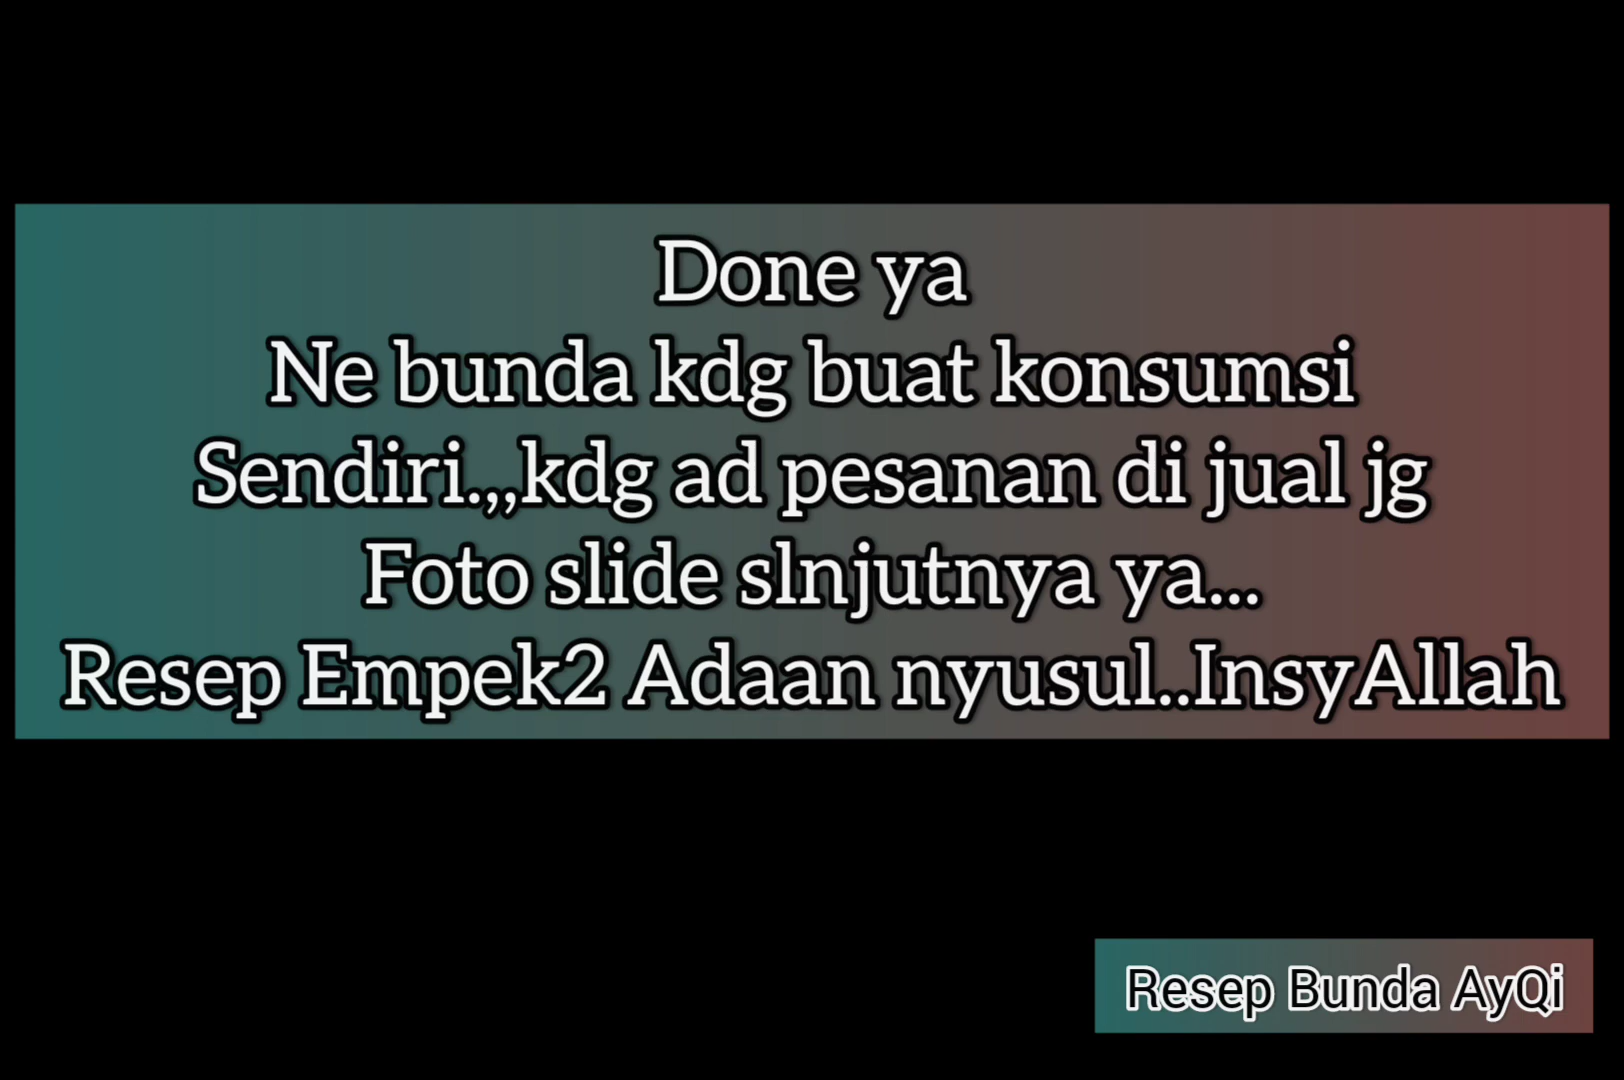 Done ya
Ne bunda kdg buat konsumsi
Sendiri.,,,kdg ad pesanan di jual jg
Foto slide slnjutnya ya...
Resep Empek2 Adaan nyusul..InsyAllah
Resep Bunda AyQi